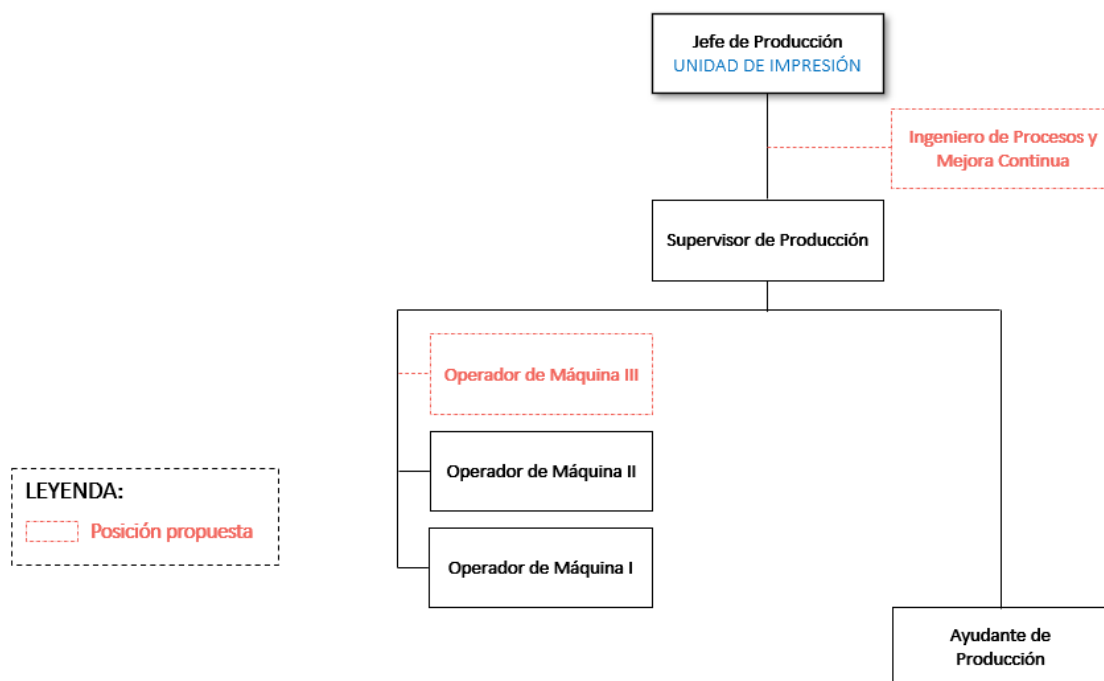 Jefe de Producción
UNIDAD DE IMPRESIÓN
Ingeniero de Procesos y
Mejora Continua
Supervisor de Producción
Operador de Máquina III
Operador de Máquina II
Operador de Máquina I
LEYENDA:
Posición propuesta
Ayudante de
Producción